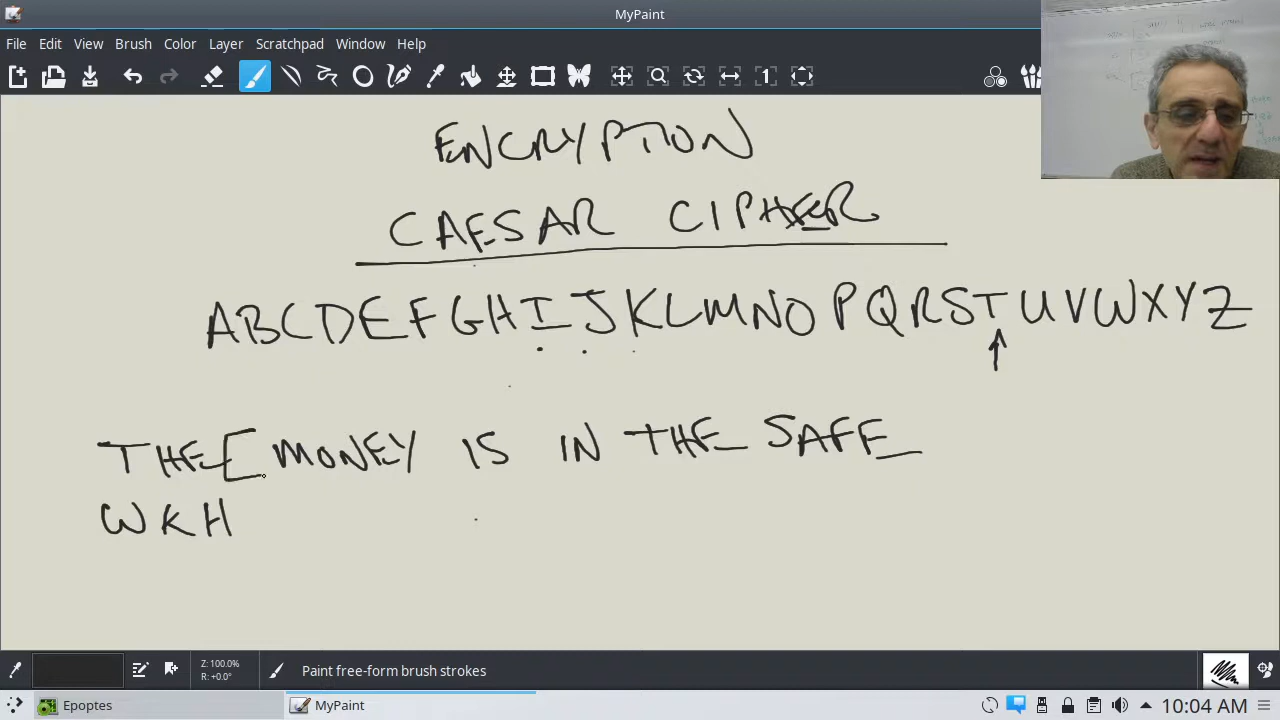 MyPaint
File Edit View Brush Color Layer Scratchpad Window Help
ENCRYPTION
CAESAR CIPHER
ABCDEFGHIJKLMNOPQRSTUVWXYZ
THE [ MONEY IS IN THE SAFE
WKH
Z: 100.0%
R: +0.0°
Paint free-form brush strokes
Epoptes MyPaint 10:04 AM